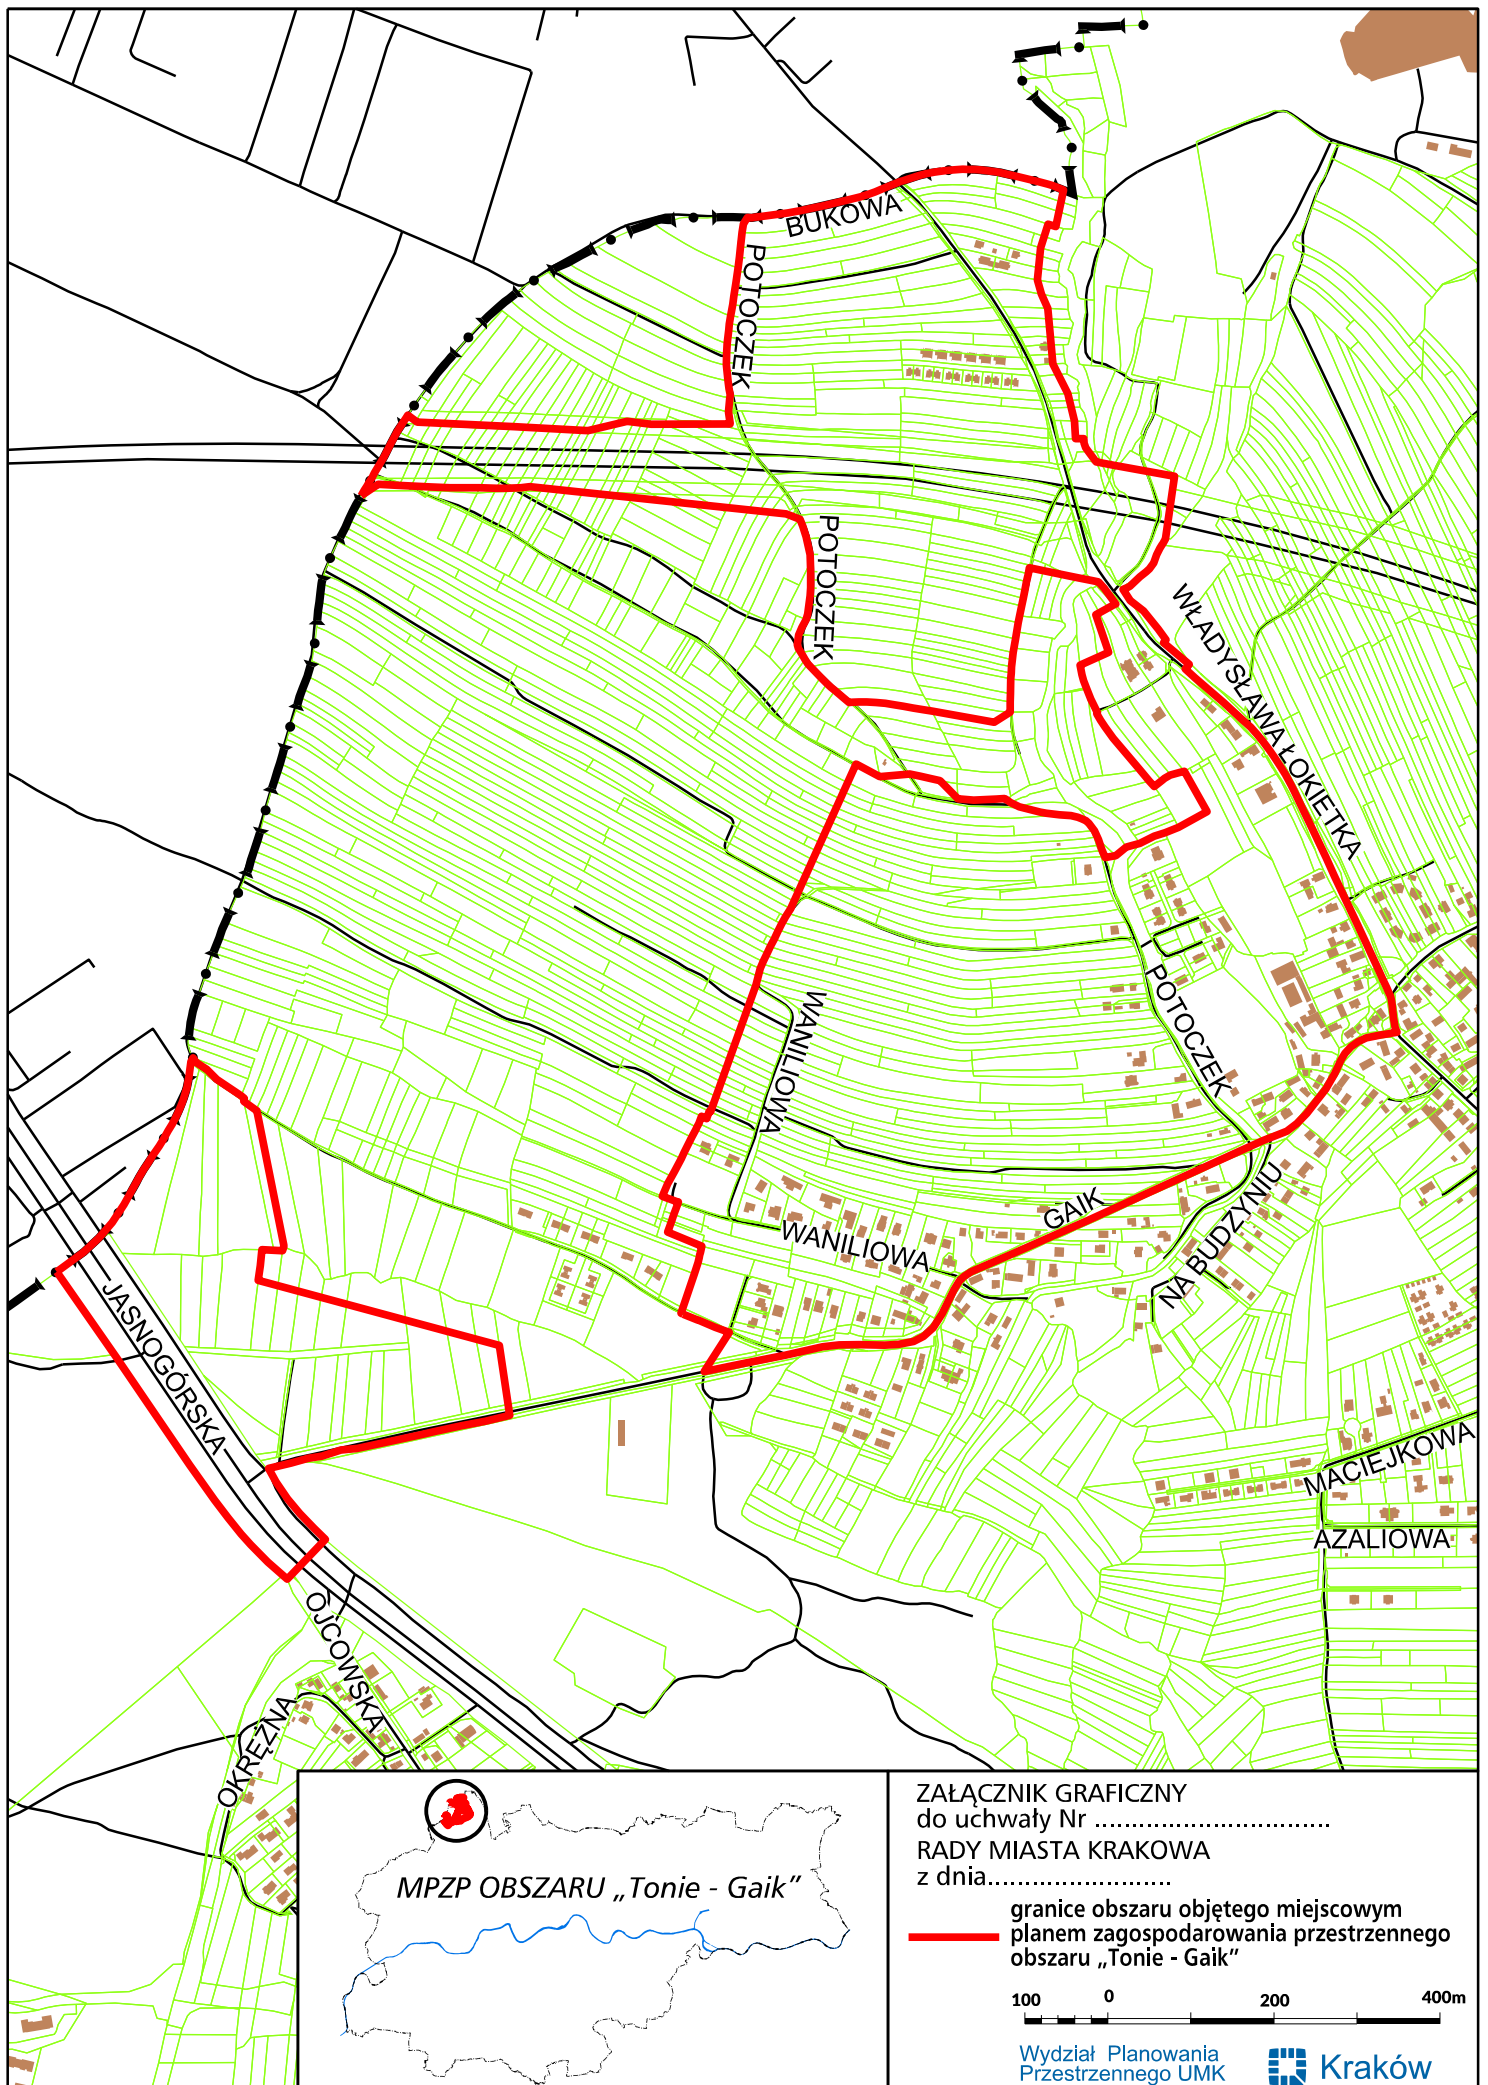 BUKOWA
POTOCZEK
POTOCZEK
WŁADYSŁAWA ŁOKIETKA
WANILIOWA
POTOCZEK
WANILIOWA
GAIK
NA BUDZYNIU
JASNOGÓRSKA
MACIEJKOWA
AZALIOWA
OJCOWSKA
OKRĘŻNA
MPZP OBSZARU „Tonie - Gaik”
ZAŁĄCZNIK GRAFICZNY
do uchwały Nr ..............................
RADY MIASTA KRAKOWA
z dnia.......................
granice obszaru objętego miejscowym
planem zagospodarowania przestrzennego
obszaru „Tonie - Gaik”
100 0 200 400m
Wydział Planowania
Przestrzennego UMK
Kraków